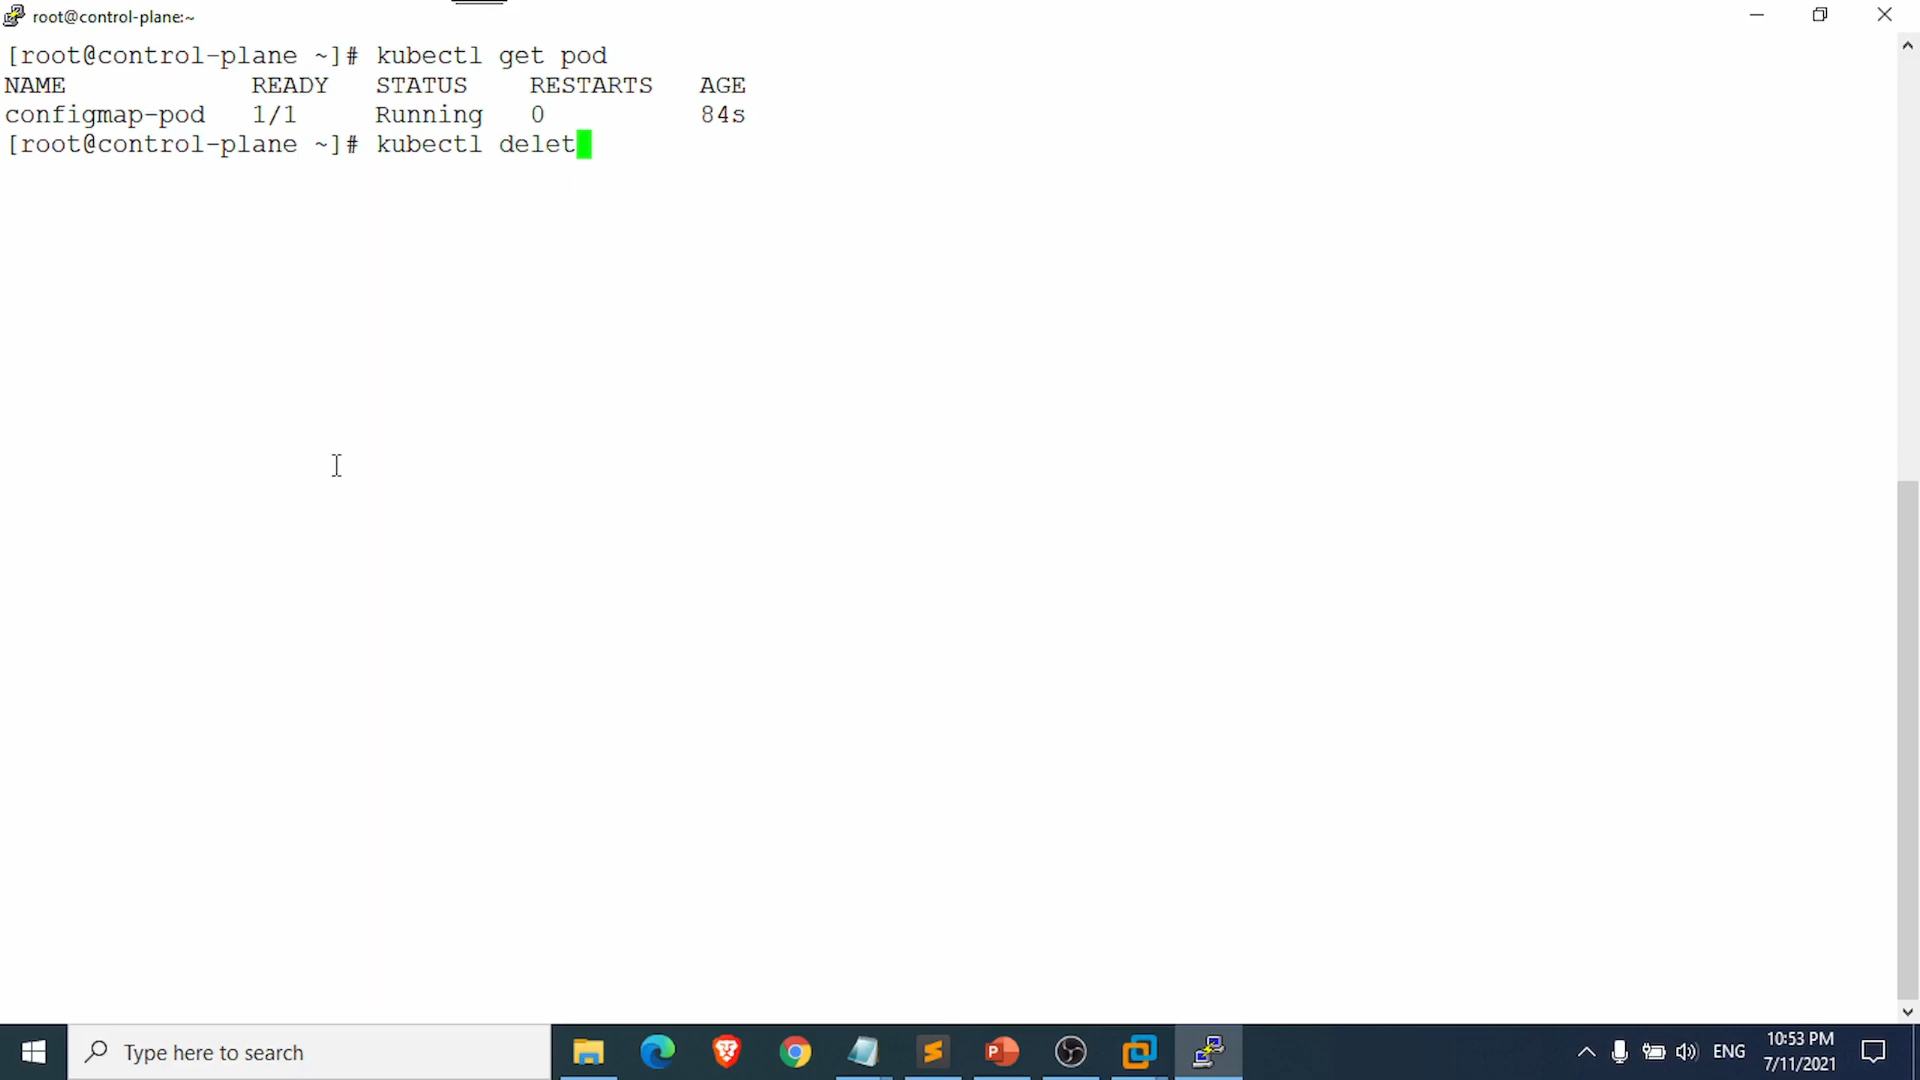 root@control-plane:~
[root@control-plane ~]# kubectl get pod
NAME READY STATUS RESTARTS AGE
configmap-pod 1/1 Running 0 84s
[root@control-plane ~]# kubectl delet
Type here to search
ENG
10:53 PM
7/11/2021